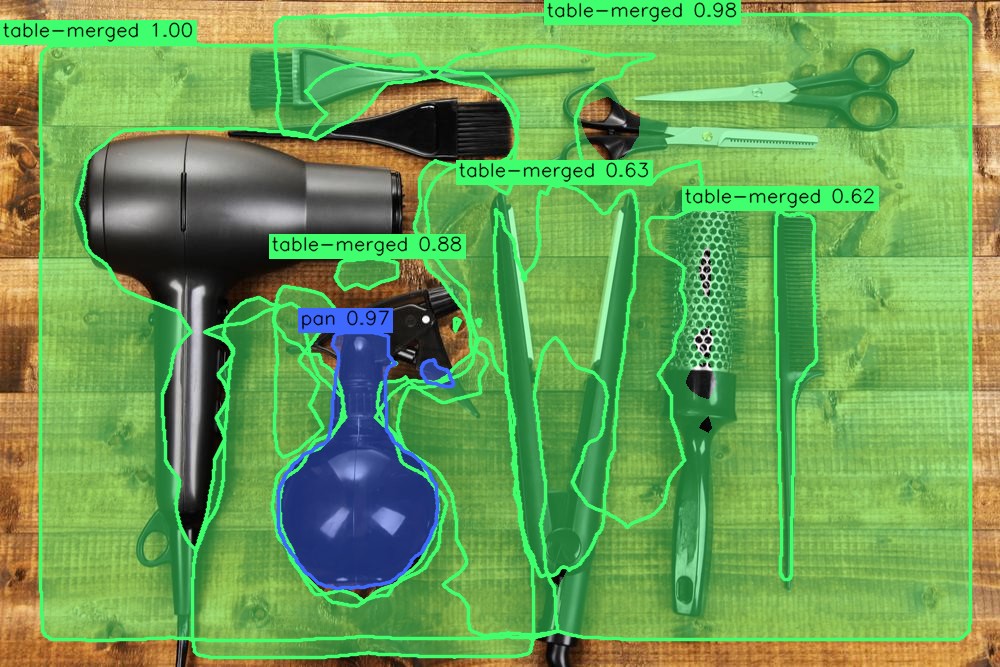 table-merged 0.98
table-merged 1.00
table-merged 0.63
table-merged 0.62
table-merged 0.88
pan 0.97